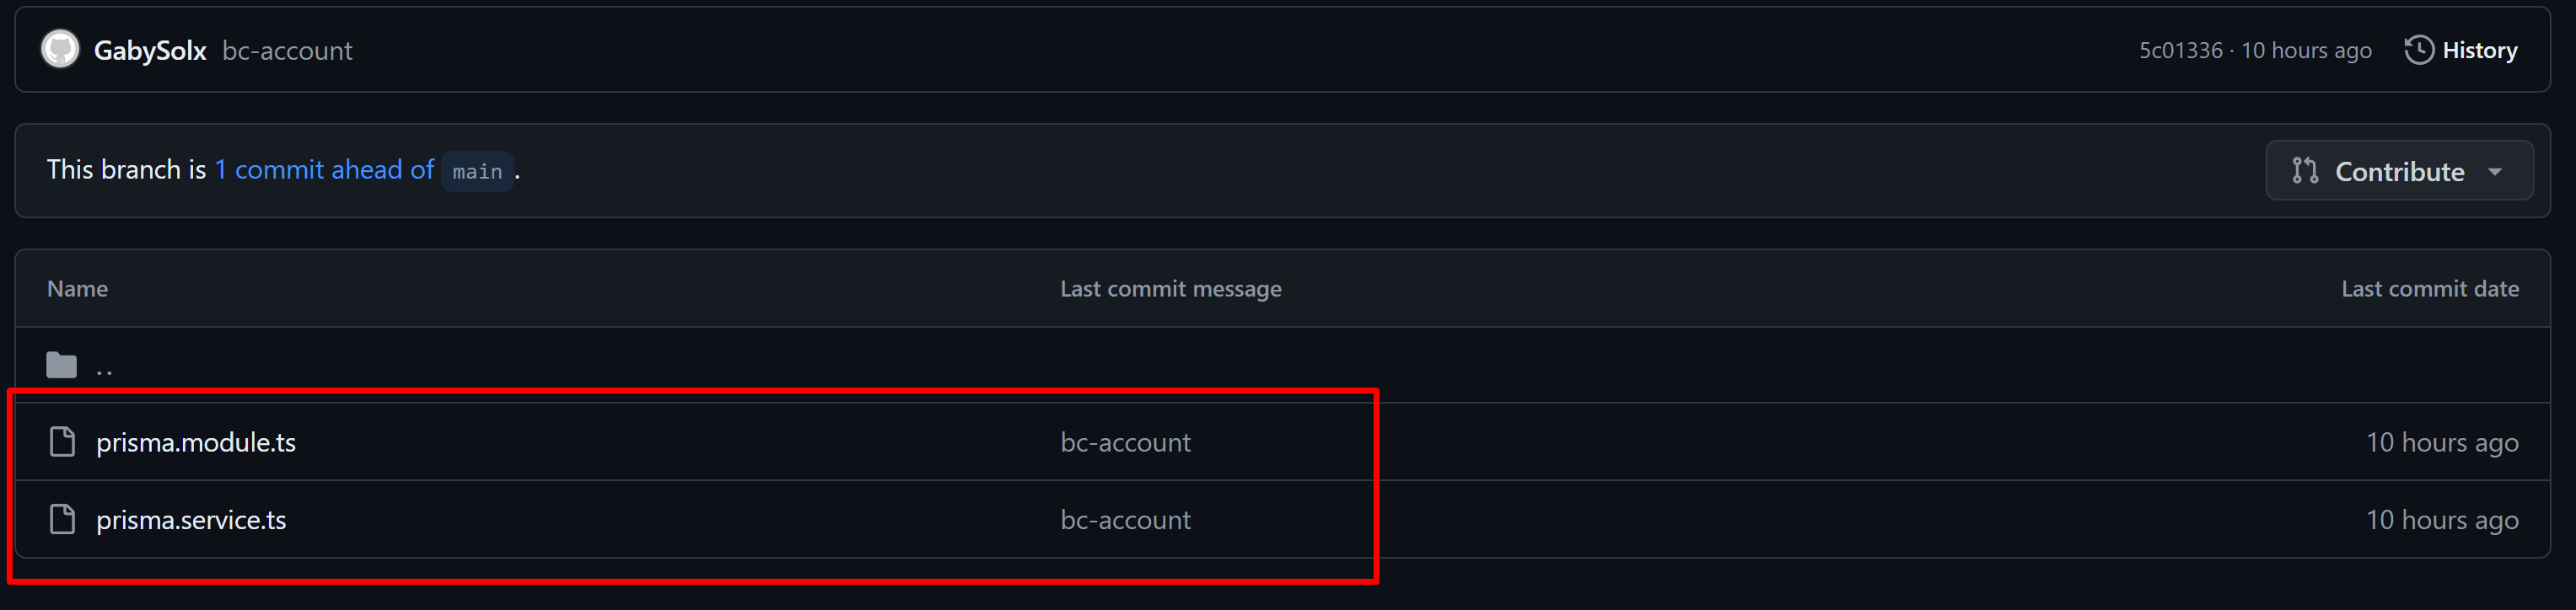 GabySolx bc-account 5c01336 · 10 hours ago History
This branch is 1 commit ahead of main. Contribute
Name Last commit message Last commit date
..
prisma.module.ts bc-account 10 hours ago
prisma.service.ts bc-account 10 hours ago